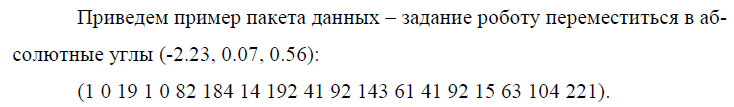 Приведем пример пакета данных – задание роботу переместиться в аб-
солютные углы (-2.23, 0.07, 0.56):
(1 0 19 1 0 82 184 14 192 41 92 143 61 41 92 15 63 104 221).